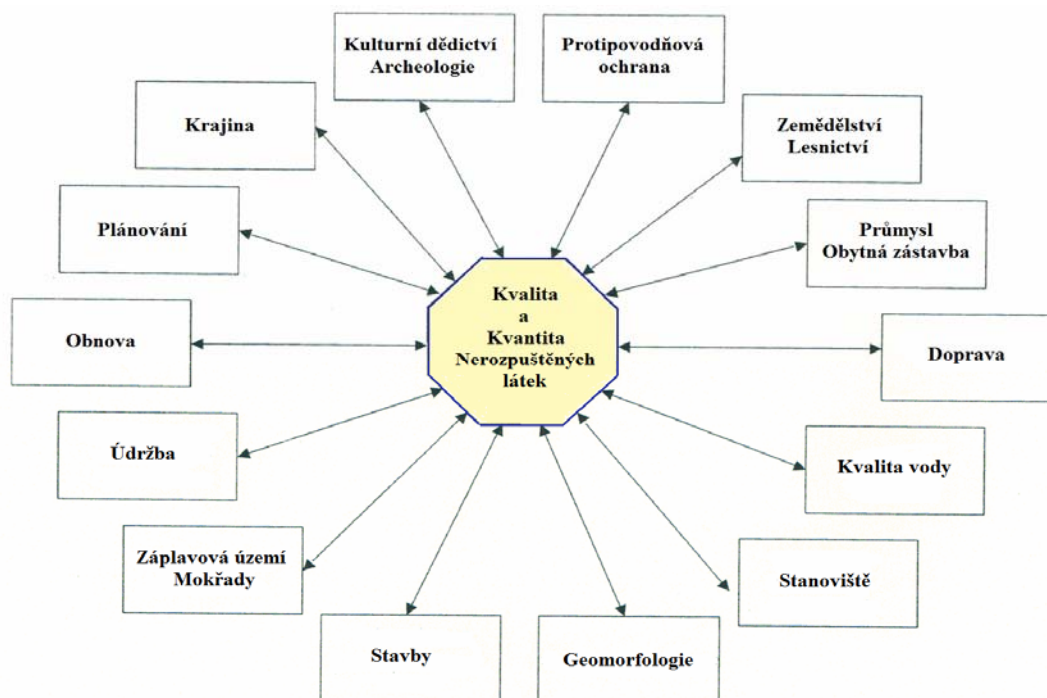 Kulturní dědictví
Archeologie
Protipovodňová
ochrana
Krajina
Zemědělství
Lesnictví
Plánování
Průmysl
Obytná zástavba
Kvalita
a
Kvantita
Nerozpuštěných
látek
Obnova
Doprava
Údržba
Kvalita vody
Záplavová území
Mokřady
Stanoviště
Stavby
Geomorfologie